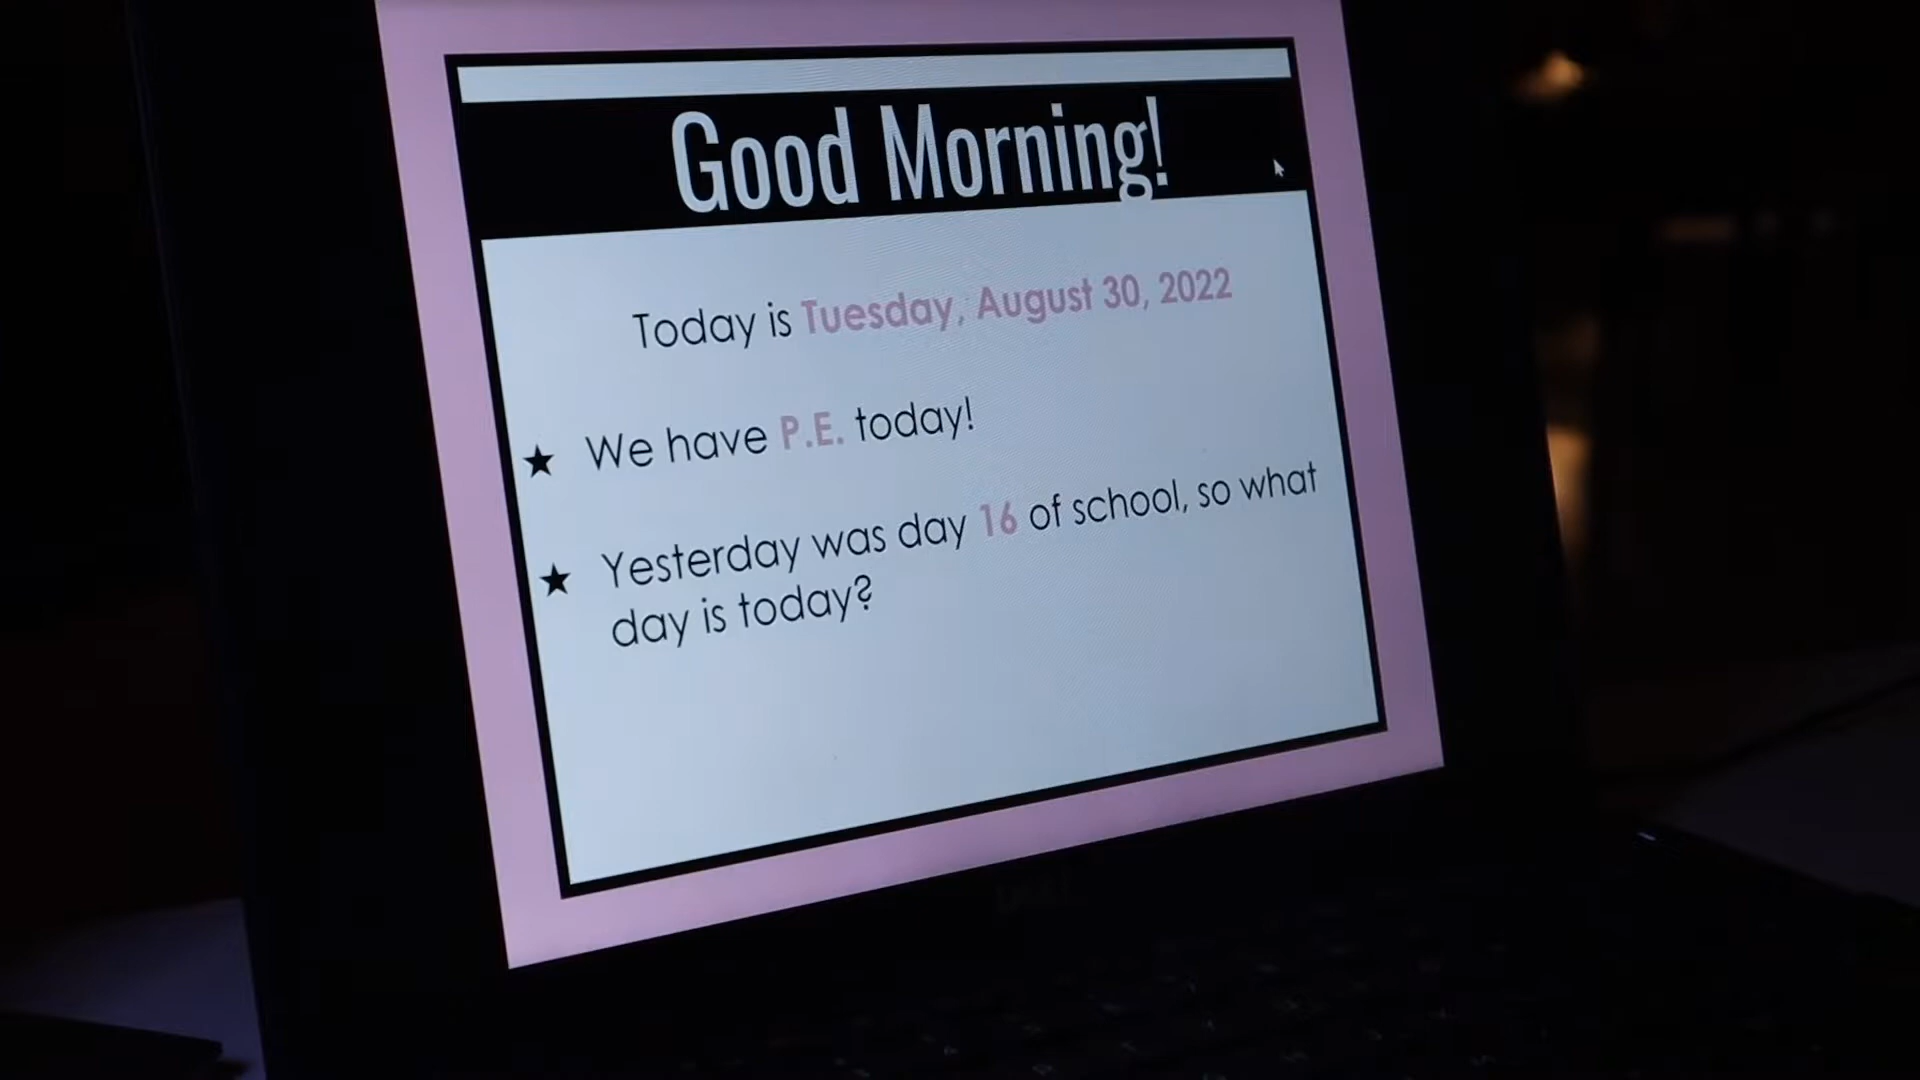 Good Morning!
Today is Tuesday, August 30, 2022
★ We have P.E. today!
★ Yesterday was day 16 of school, so what
day is today?